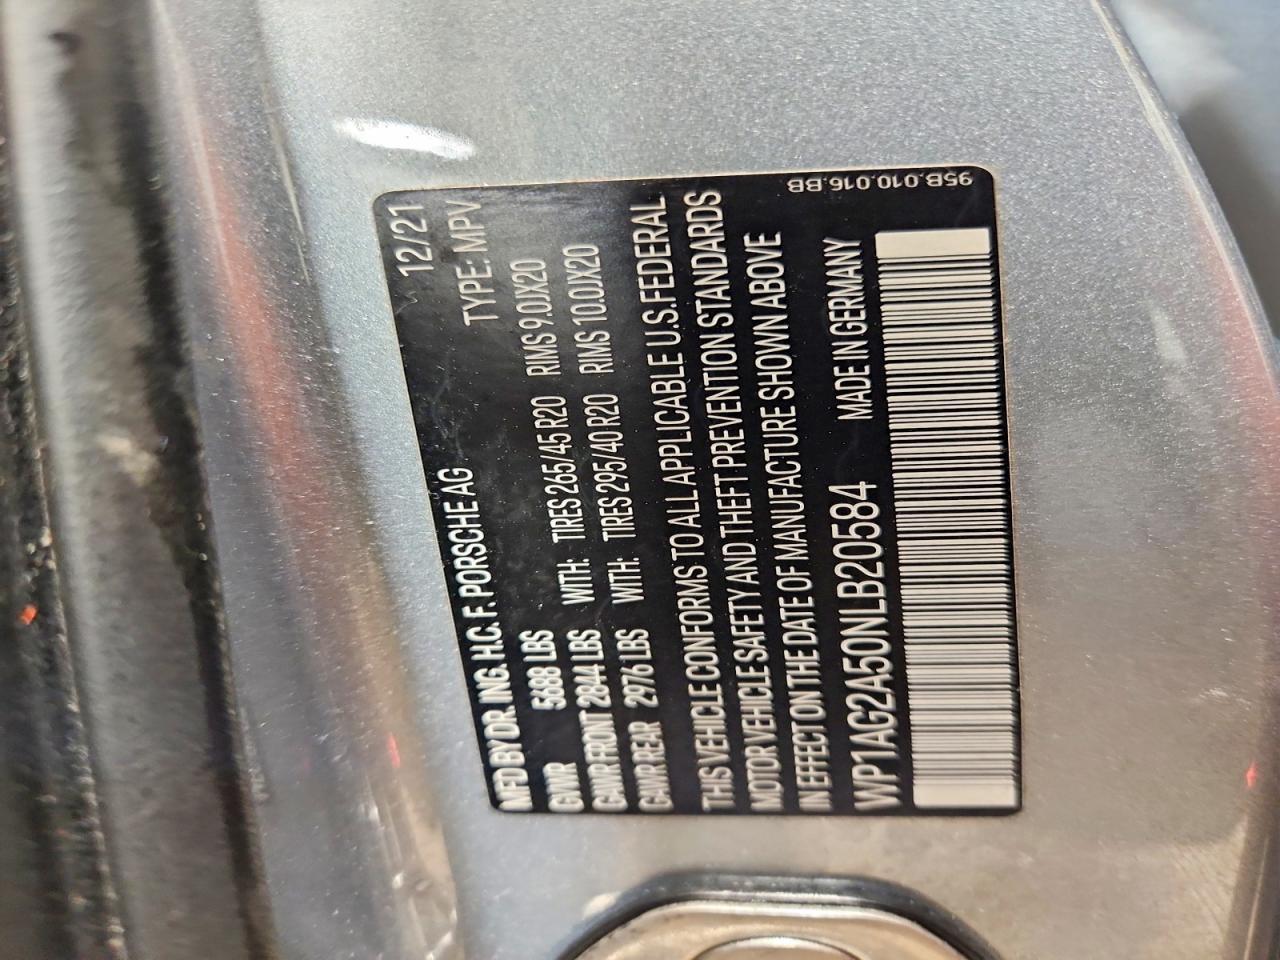 12/21
MFD BY DR. ING. H.C. F. PORSCHE AG TYPE: MPV
GVWR 5688 LBS
GAWR FRONT 2844 LBS WITH: TIRES 265/45 R20 RIMS 9.0JX20
GAWR REAR 2976 LBS WITH: TIRES 295/40 R20 RIMS 10.0JX20
THIS VEHICLE CONFORMS TO ALL APPLICABLE U.S. FEDERAL
MOTOR VEHICLE SAFETY AND THEFT PREVENTION STANDARDS
IN EFFECT ON THE DATE OF MANUFACTURE SHOWN ABOVE
WP1AG2A50NLB20584 MADE IN GERMANY
95B.010.016.BB